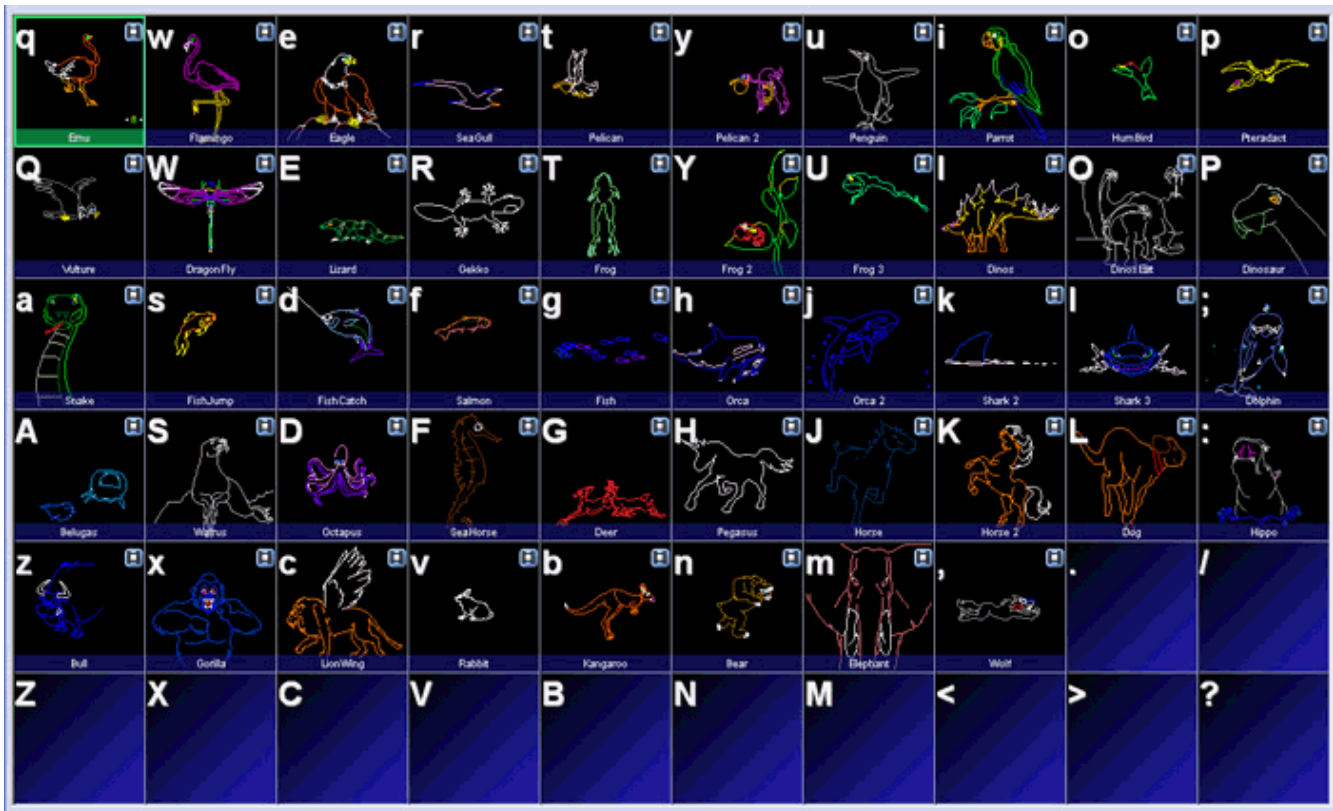 q w e r t y u i o p
Emu Flamingo Eagle SeaGull Pelican Pelican 2 Penguin Parrot HumBird Pteradact
Q W E R T Y U I O P
Vulture DragonFly Lizard Gekko Frog Frog 2 Frog 3 Dinos Dinos Eat Dinosaur
a s d f g h j k l ;
Snake FishJump FishCatch Salmon Fish Orca Orca 2 Shark 2 Shark 3 Dolphin
A S D F G H J K L :
Belugas Walrus Octapus SeaHorse Deer Pegasus Horse Horse 2 Dog Hippo
z x c v b n m , . /
Bull Gorilla LionWing Rabbit Kangaroo Bear Elephant Wolf
Z X C V B N M < > ?